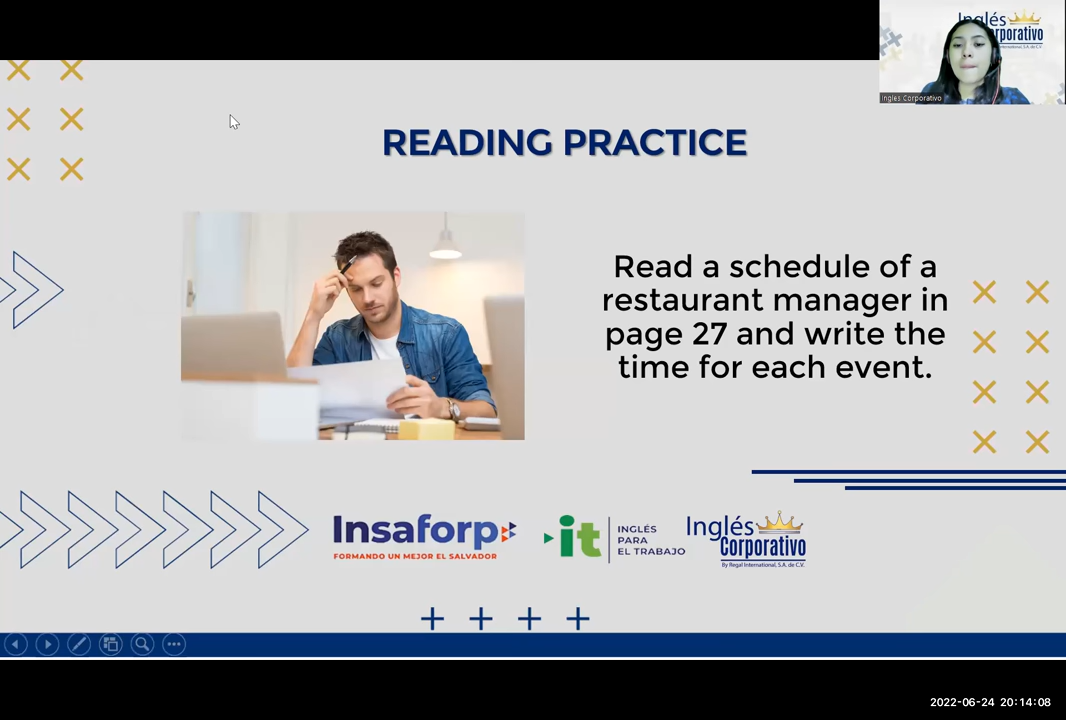 Inglés
Corporativo
Ingles Corporativo
READING PRACTICE
Read a schedule of a
restaurant manager in
page 27 and write the
time for each event.
Insaforp
FORMANDO UN MEJOR EL SALVADOR
it
INGLÉS
PARA
EL TRABAJO
Inglés
Corporativo
By Regal International, S.A. de C.V.
2022-06-24 20:14:08